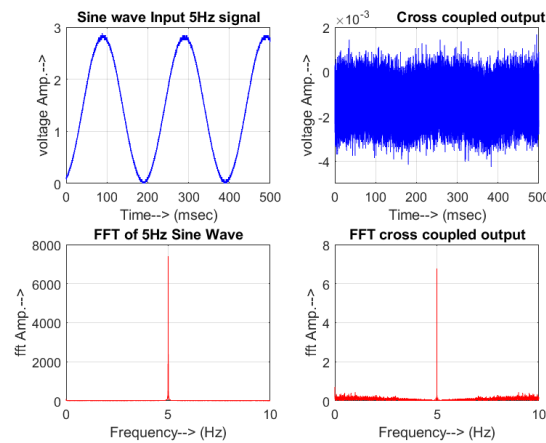 Sine wave Input 5Hz signal
voltage Amp.-->
3
2
1
0
0 100 200 300 400 500
Time--> (msec)
×10⁻³ Cross coupled output
voltage Amp.-->
2
0
-2
-4
0 100 200 300 400 500
Time--> (msec)
FFT of 5Hz Sine Wave
fft Amp.-->
8000
6000
4000
2000
0
0 5 10
Frequency--> (Hz)
FFT cross coupled output
fft Amp.-->
8
6
4
2
0
0 5 10
Frequency--> (Hz)